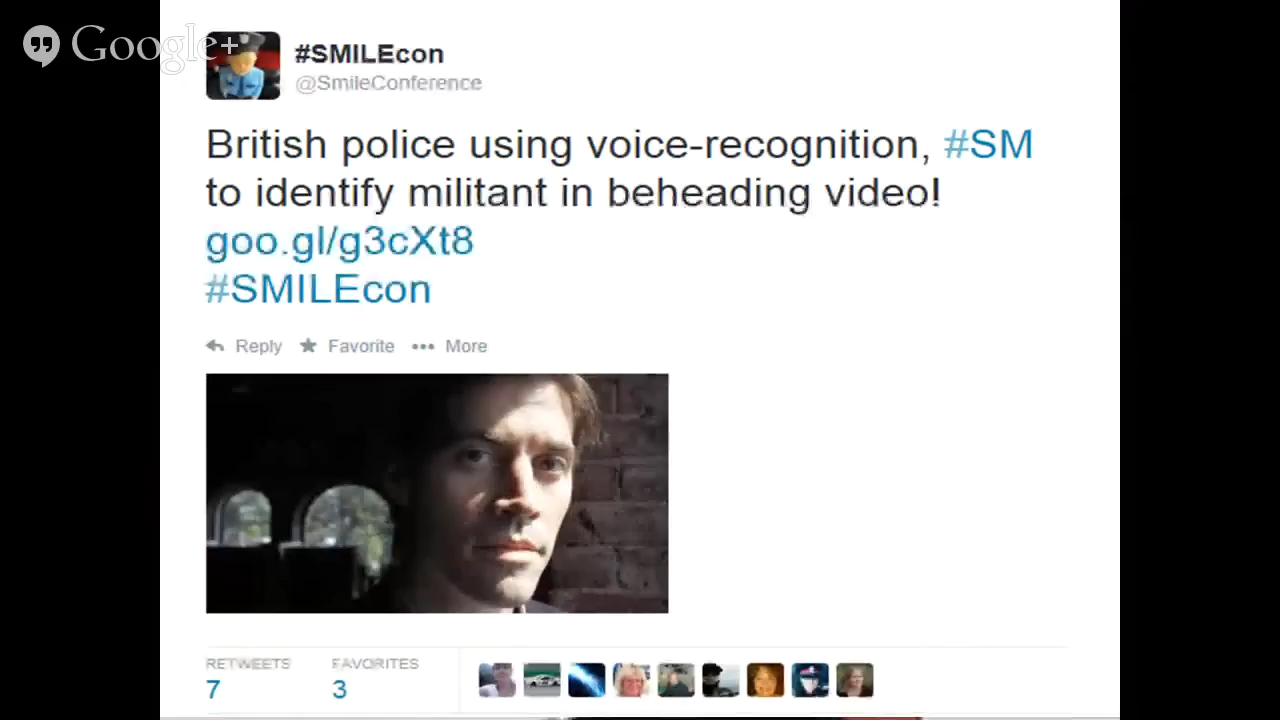 Google+
#SMILEcon
@SmileConference
British police using voice-recognition, #SM
to identify militant in beheading video!
goo.gl/g3cXt8
#SMILEcon
Reply Favorite More
RETWEETS FAVORITES
7 3